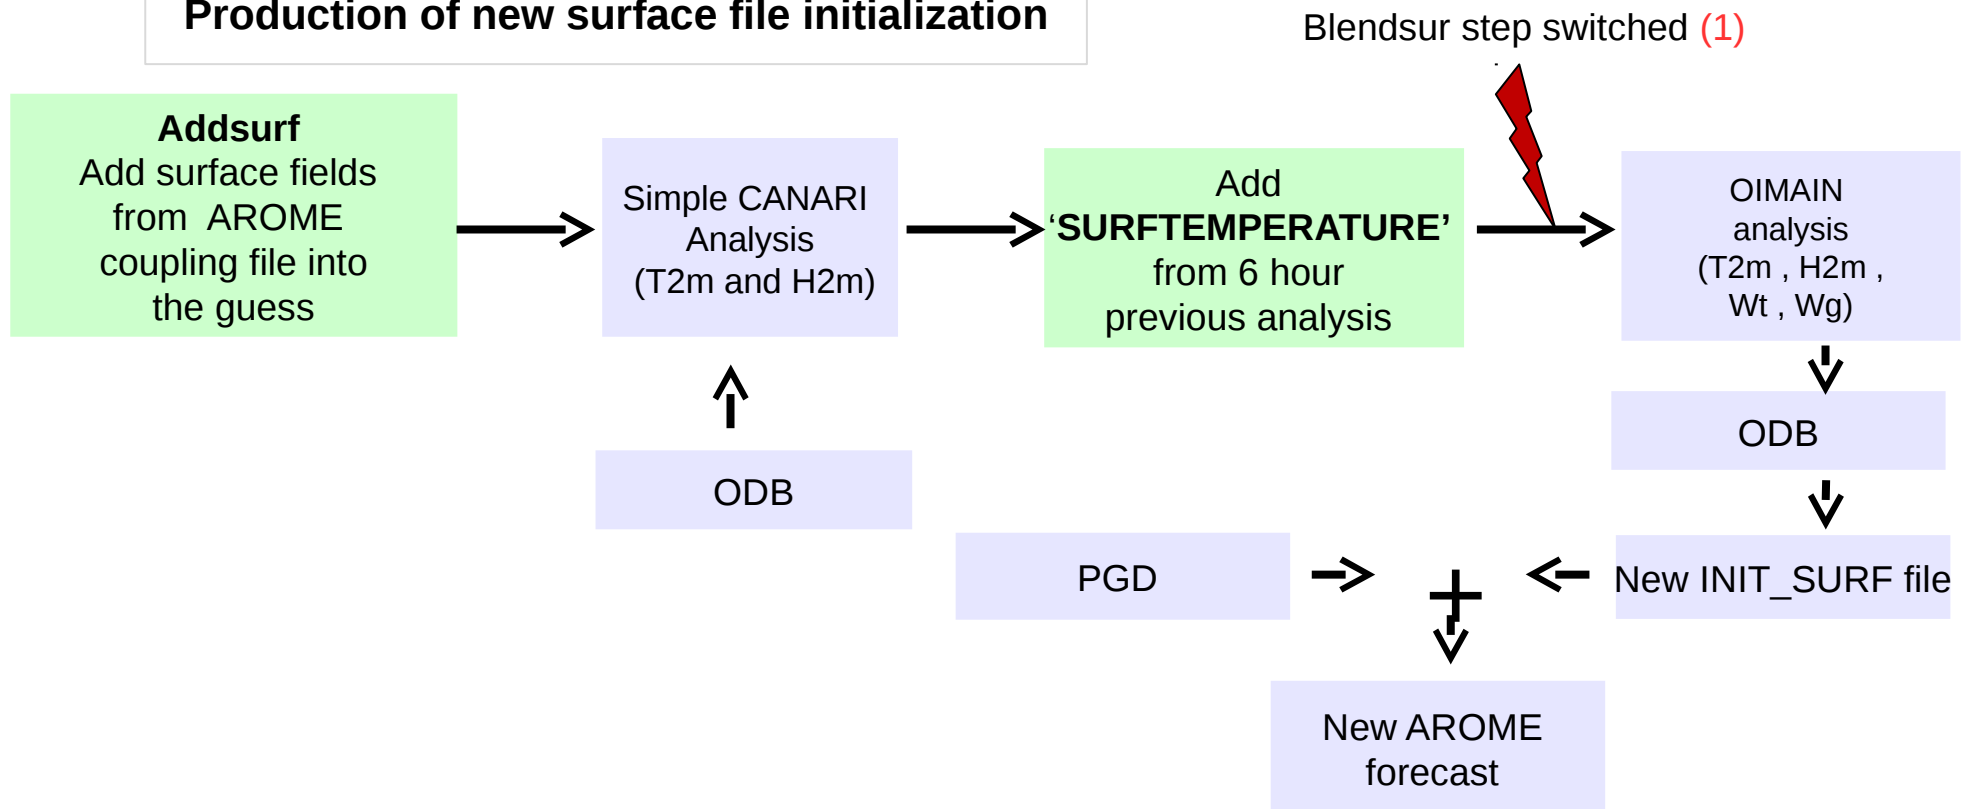 Production of new surface file initialization
Blendsur step switched (1)
Addsurf
Add surface fields
from AROME
coupling file into
the guess
Simple CANARI
Analysis
(T2m and H2m)
Add
‘SURFTEMPERATURE’
from 6 hour
previous analysis
OIMAIN
analysis
(T2m , H2m ,
Wt , Wg)
ODB
ODB
PGD
+
New INIT_SURF file
New AROME
forecast